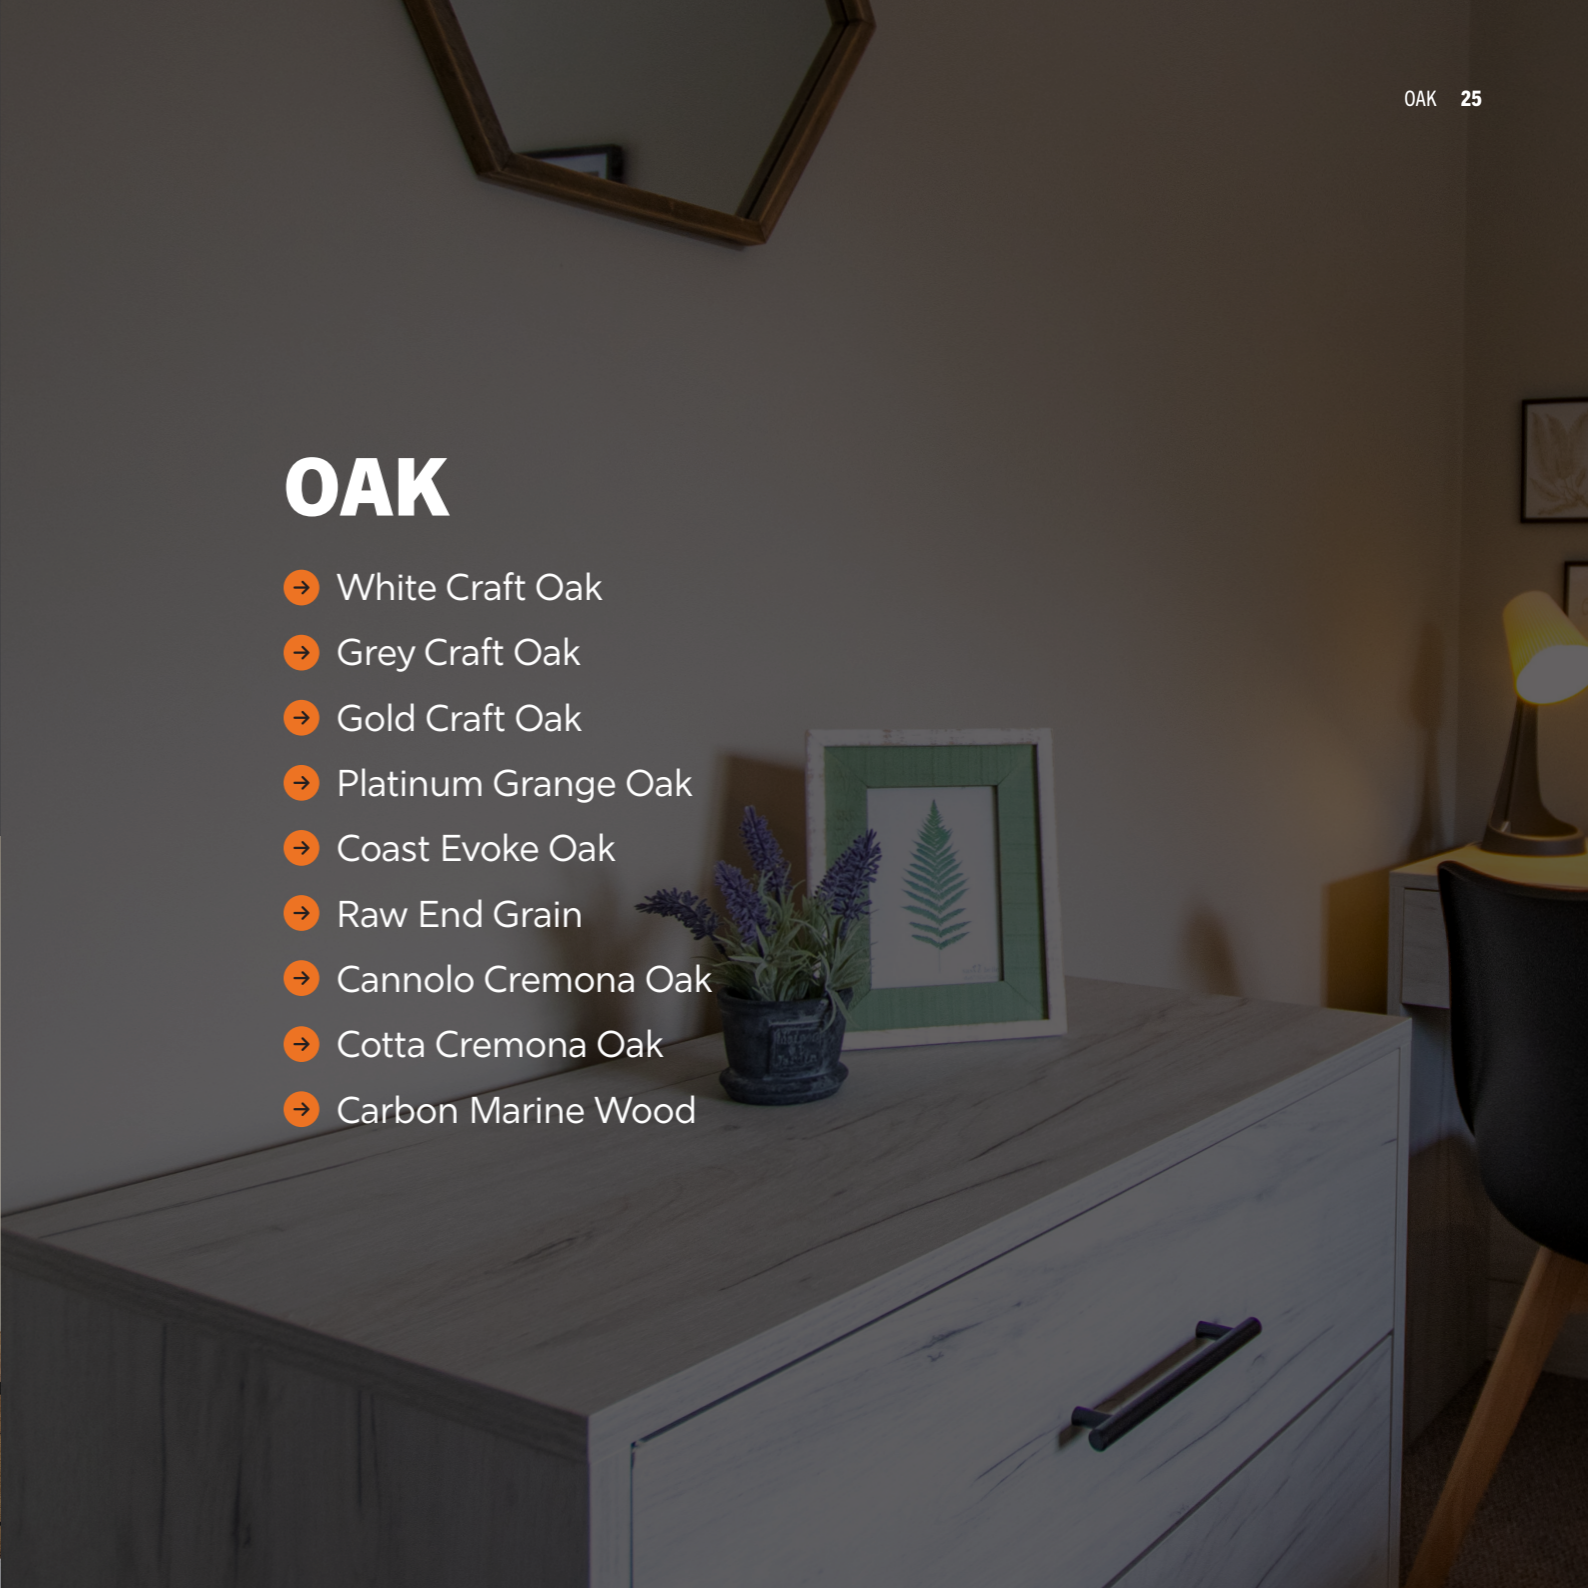 OAK 25
OAK
White Craft Oak
Grey Craft Oak
Gold Craft Oak
Platinum Grange Oak
Coast Evoke Oak
Raw End Grain
Cannolo Cremona Oak
Cotta Cremona Oak
Carbon Marine Wood